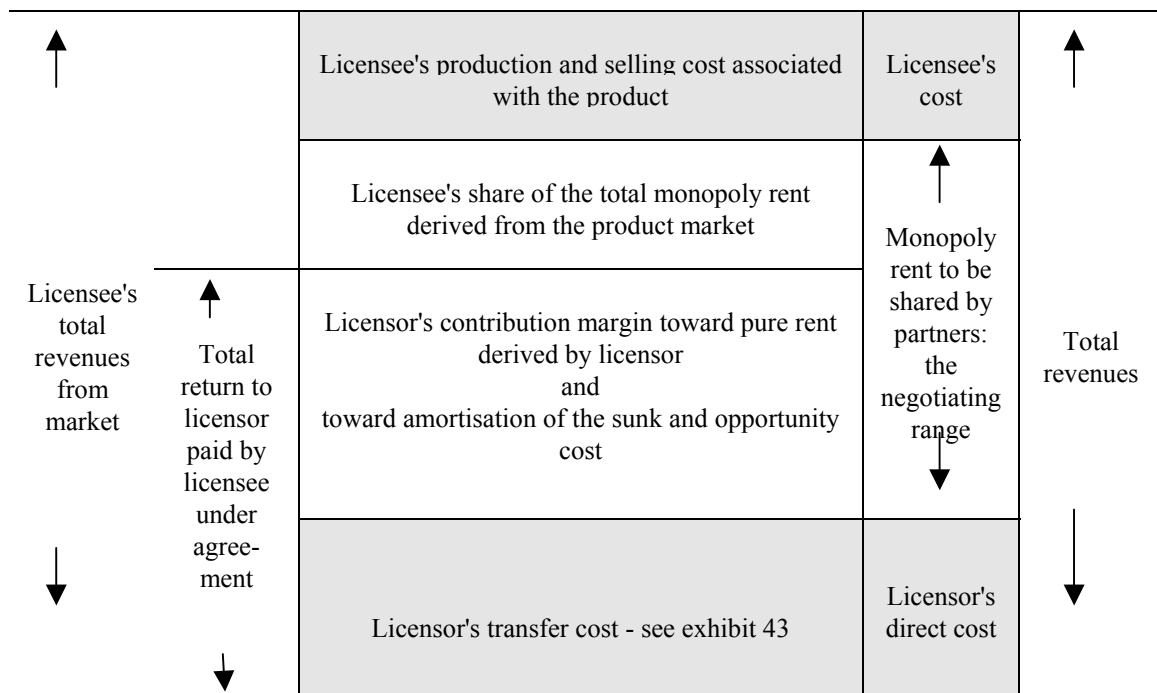 Licensee's
total
revenues
from
market
Total
return to
licensor
paid by
licensee
under
agree-
ment
Licensee's production and selling cost associated
with the product
Licensee's share of the total monopoly rent
derived from the product market
Licensor's contribution margin toward pure rent
derived by licensor
and
toward amortisation of the sunk and opportunity
cost
Licensor's transfer cost - see exhibit 43
Licensee's
cost
Monopoly
rent to be
shared by
partners:
the
negotiating
range
Licensor's
direct cost
Total
revenues